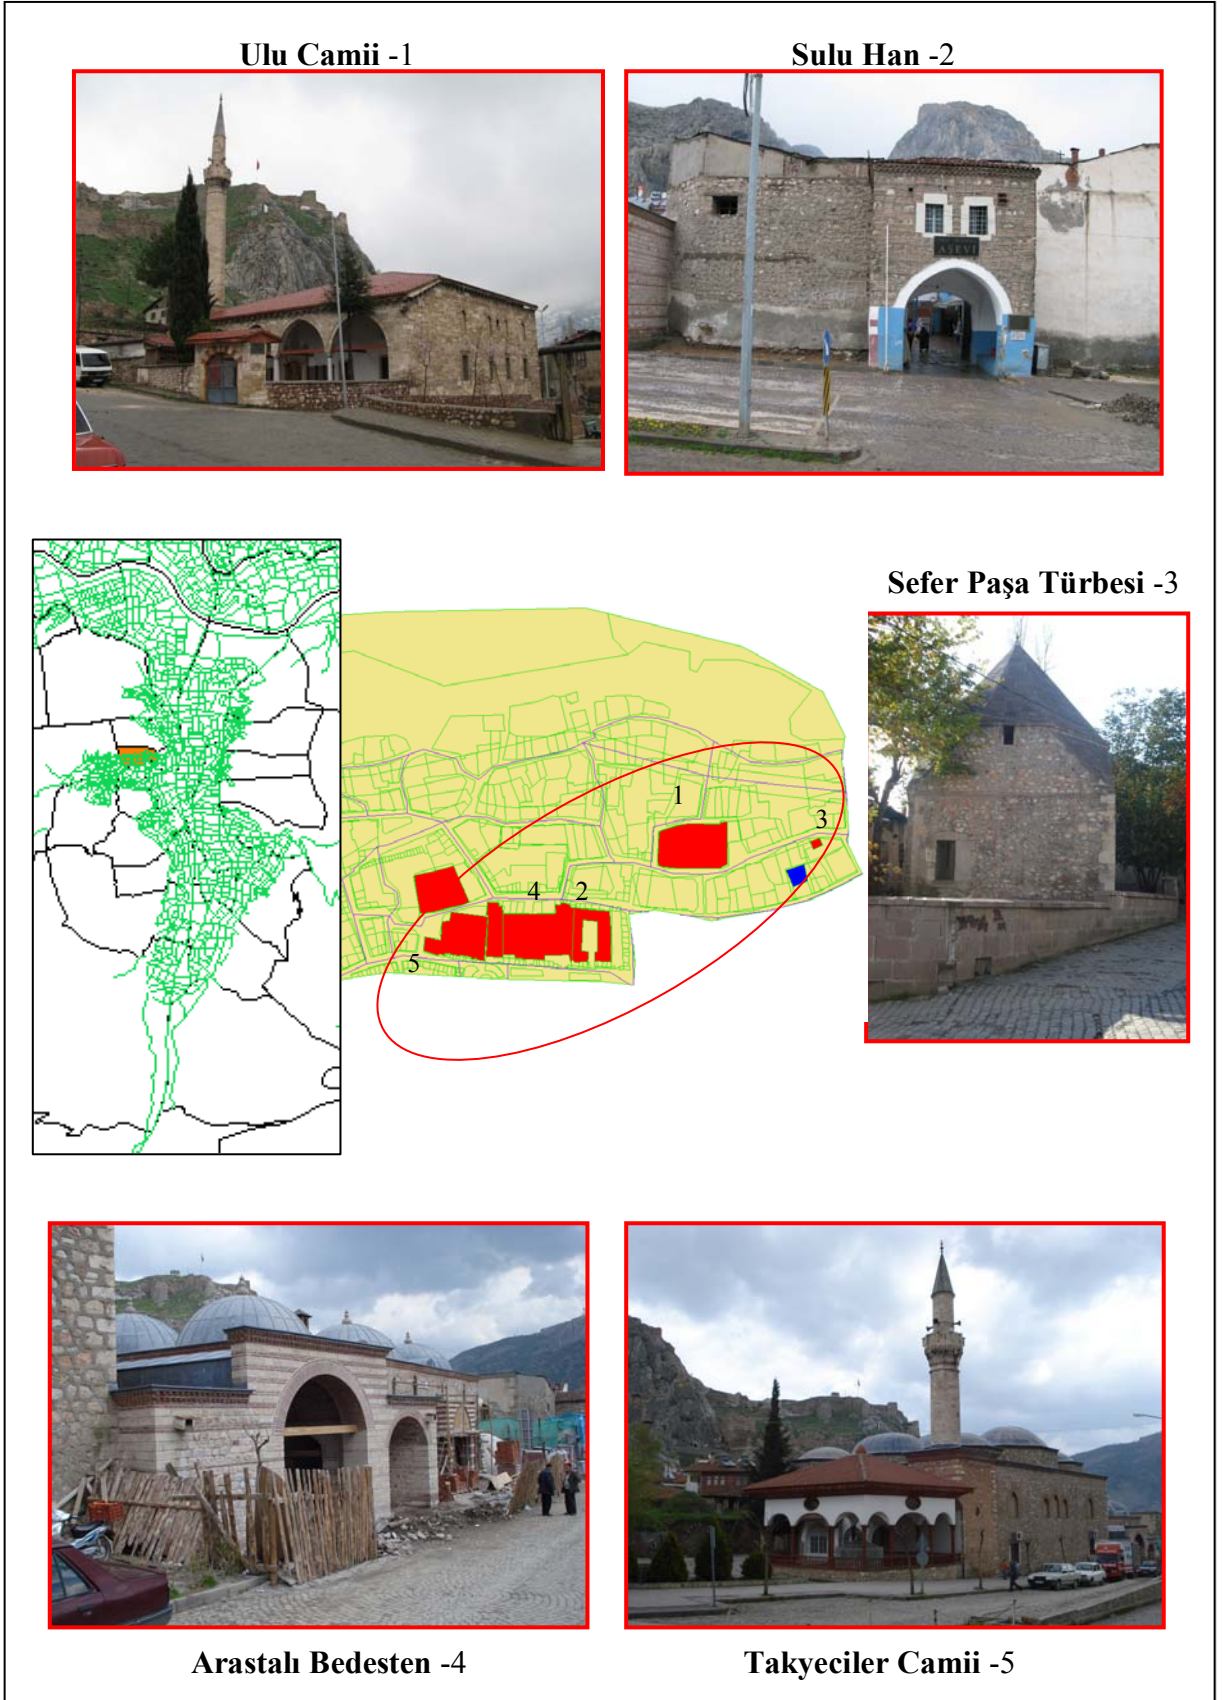 Ulu Camii -1
Sulu Han -2
AŞEVİ
Sefer Paşa Türbesi -3
1
3
4 2
5
Arastalı Bedesten -4
Takyeciler Camii -5